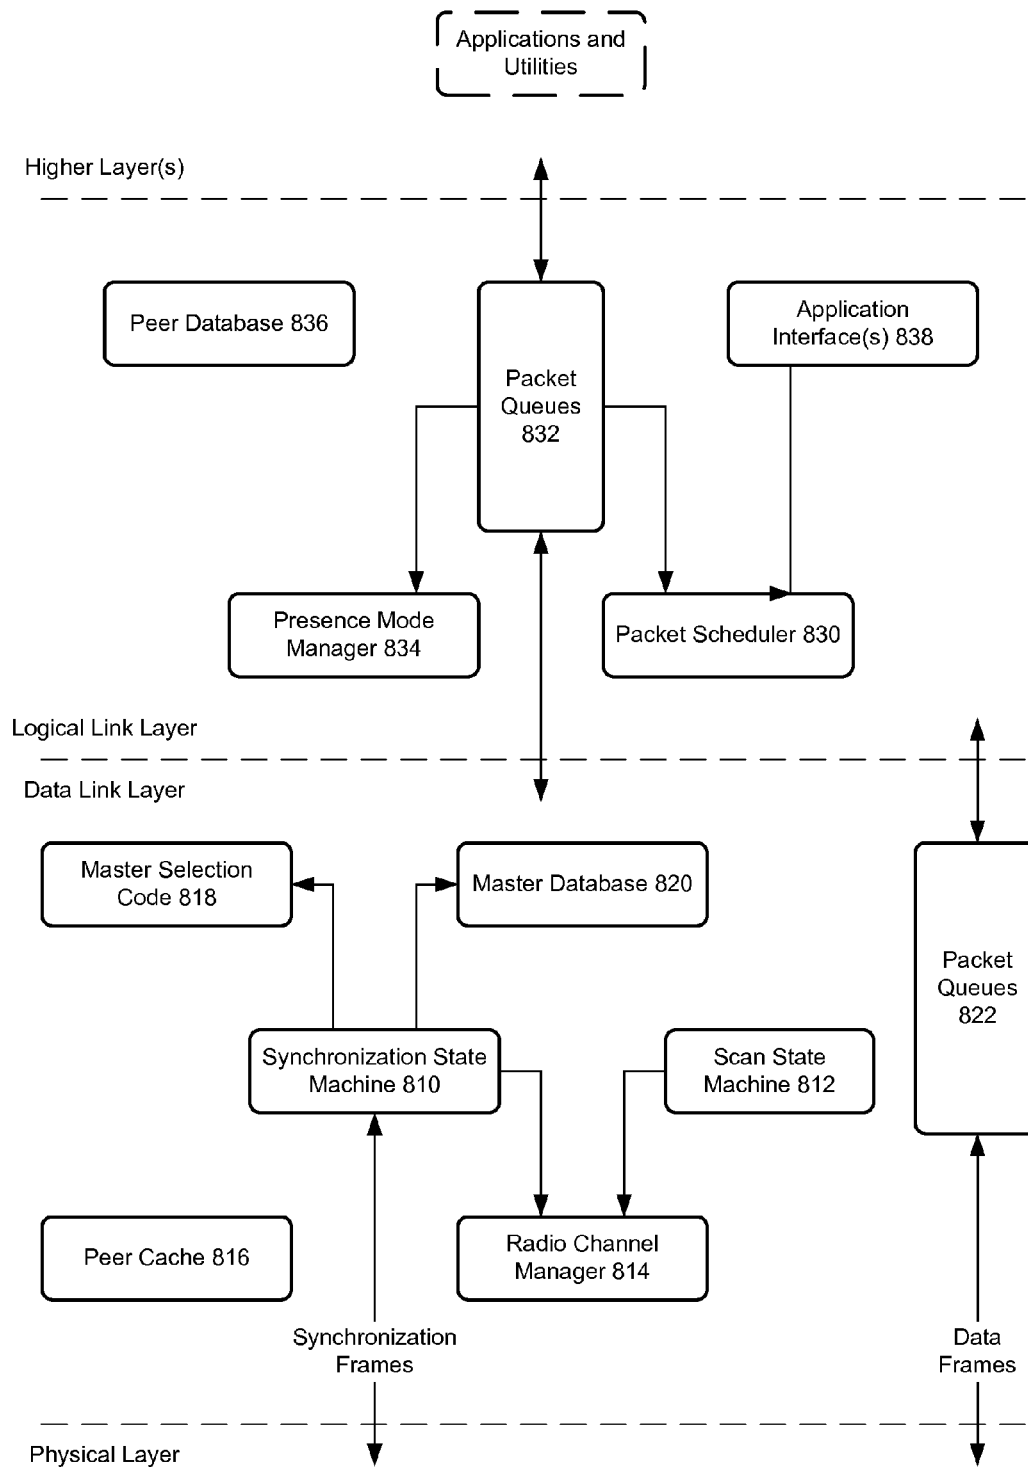 Applications and
Utilities
Higher Layer(s)
Peer Database 836
Packet
Queues
832
Application
Interface(s) 838
Presence Mode
Manager 834
Packet Scheduler 830
Logical Link Layer
Data Link Layer
Master Selection
Code 818
Master Database 820
Packet
Queues
822
Synchronization State
Machine 810
Scan State
Machine 812
Peer Cache 816
Radio Channel
Manager 814
Synchronization
Frames
Data
Frames
Physical Layer